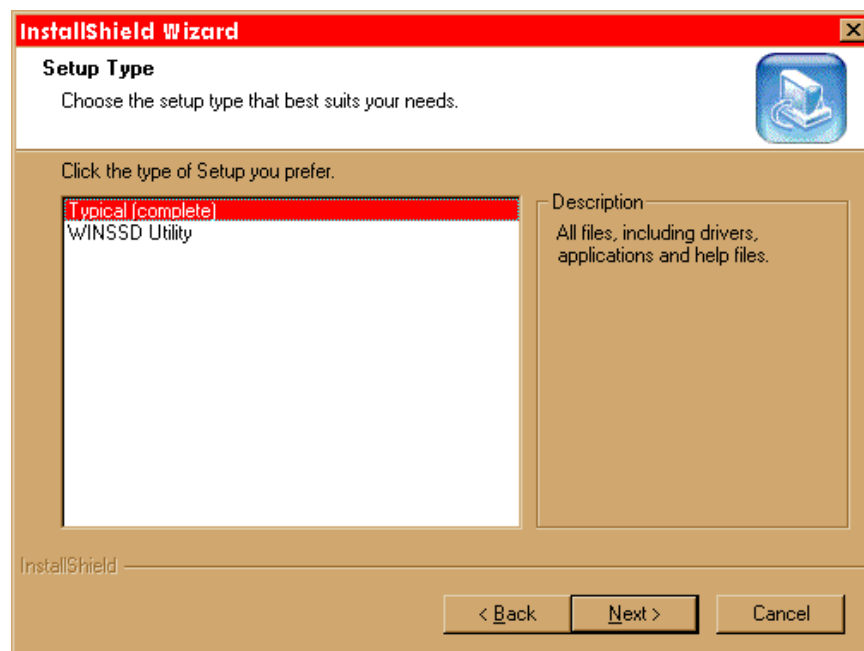 InstallShield Wizard
Setup Type
Choose the setup type that best suits your needs.
Click the type of Setup you prefer.
Typical (complete)
WINSSD Utility
Description
All files, including drivers,
applications and help files.
InstallShield
< Back
Next >
Cancel